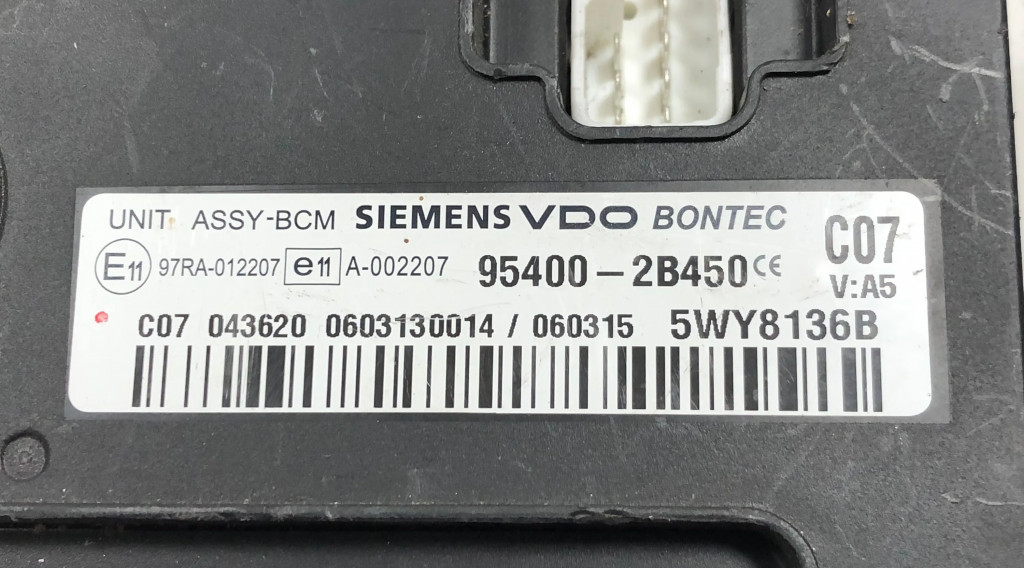 UNIT ASSY-BCM SIEMENS VDO BONTEC C07
E11 97RA-012207 e11 A-002207 95400-2B450 CE V:A5
C07 043620 0603130014 / 060315 5WY8136B